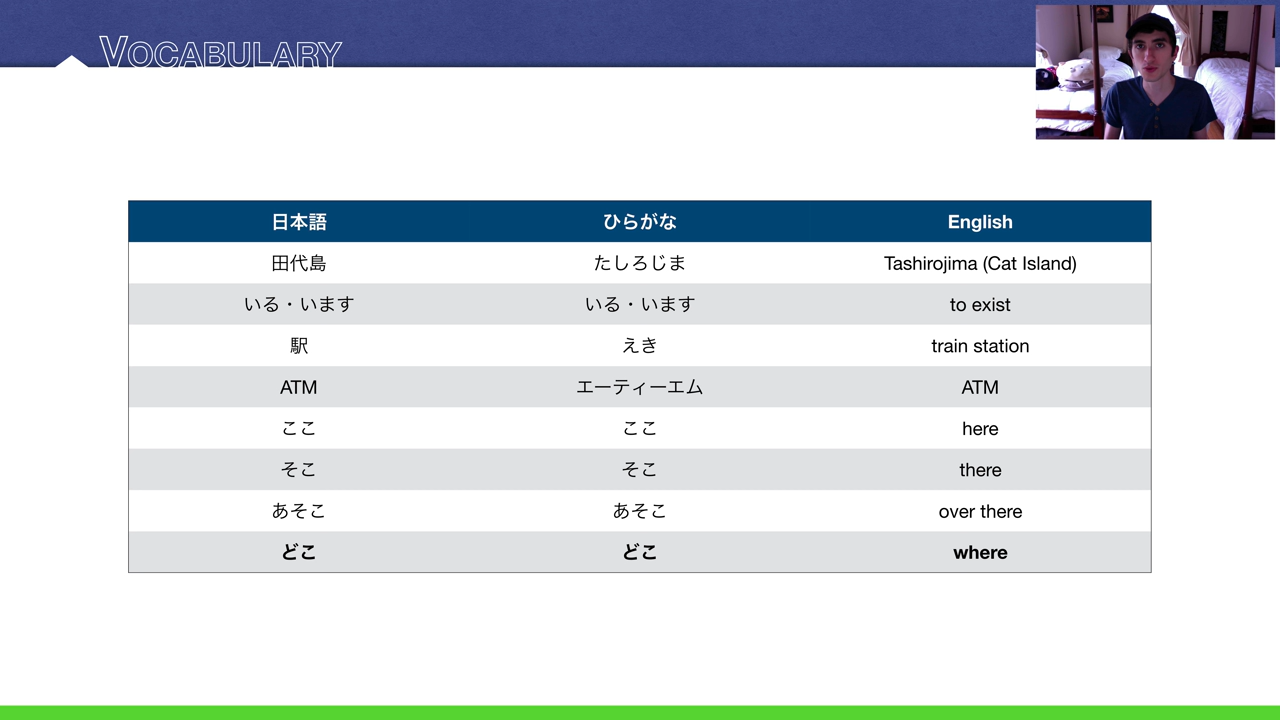 VOCABULARY
日本語 ひらがな English
田代島 たしろじま Tashirojima (Cat Island)
いる・います いる・います to exist
駅 えき train station
ATM エーティーエム ATM
ここ ここ here
そこ そこ there
あそこ あそこ over there
どこ どこ where